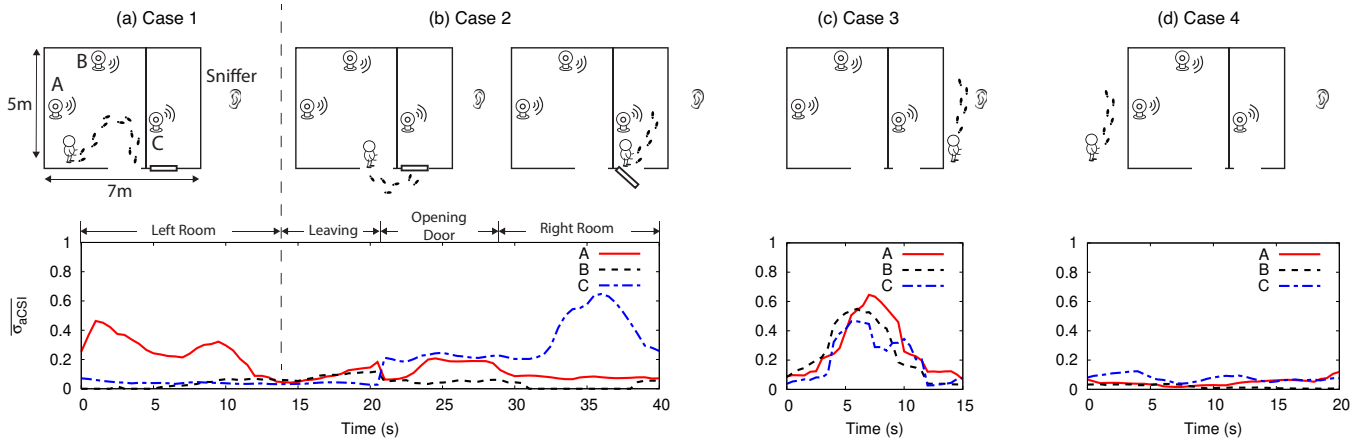 (a) Case 1
(b) Case 2
(c) Case 3
(d) Case 4
B
A
Sniffer
5m
C
7m
Left Room
Leaving
Opening
Door
Right Room
1
0.8
0.6
0.4
0.2
0
σaCSI
A
B
C
0 5 10 15 20 25 30 35 40
Time (s)
1
0.8
0.6
0.4
0.2
0
A
B
C
0 5 10 15
Time (s)
1
0.8
0.6
0.4
0.2
0
A
B
C
0 5 10 15 20
Time (s)